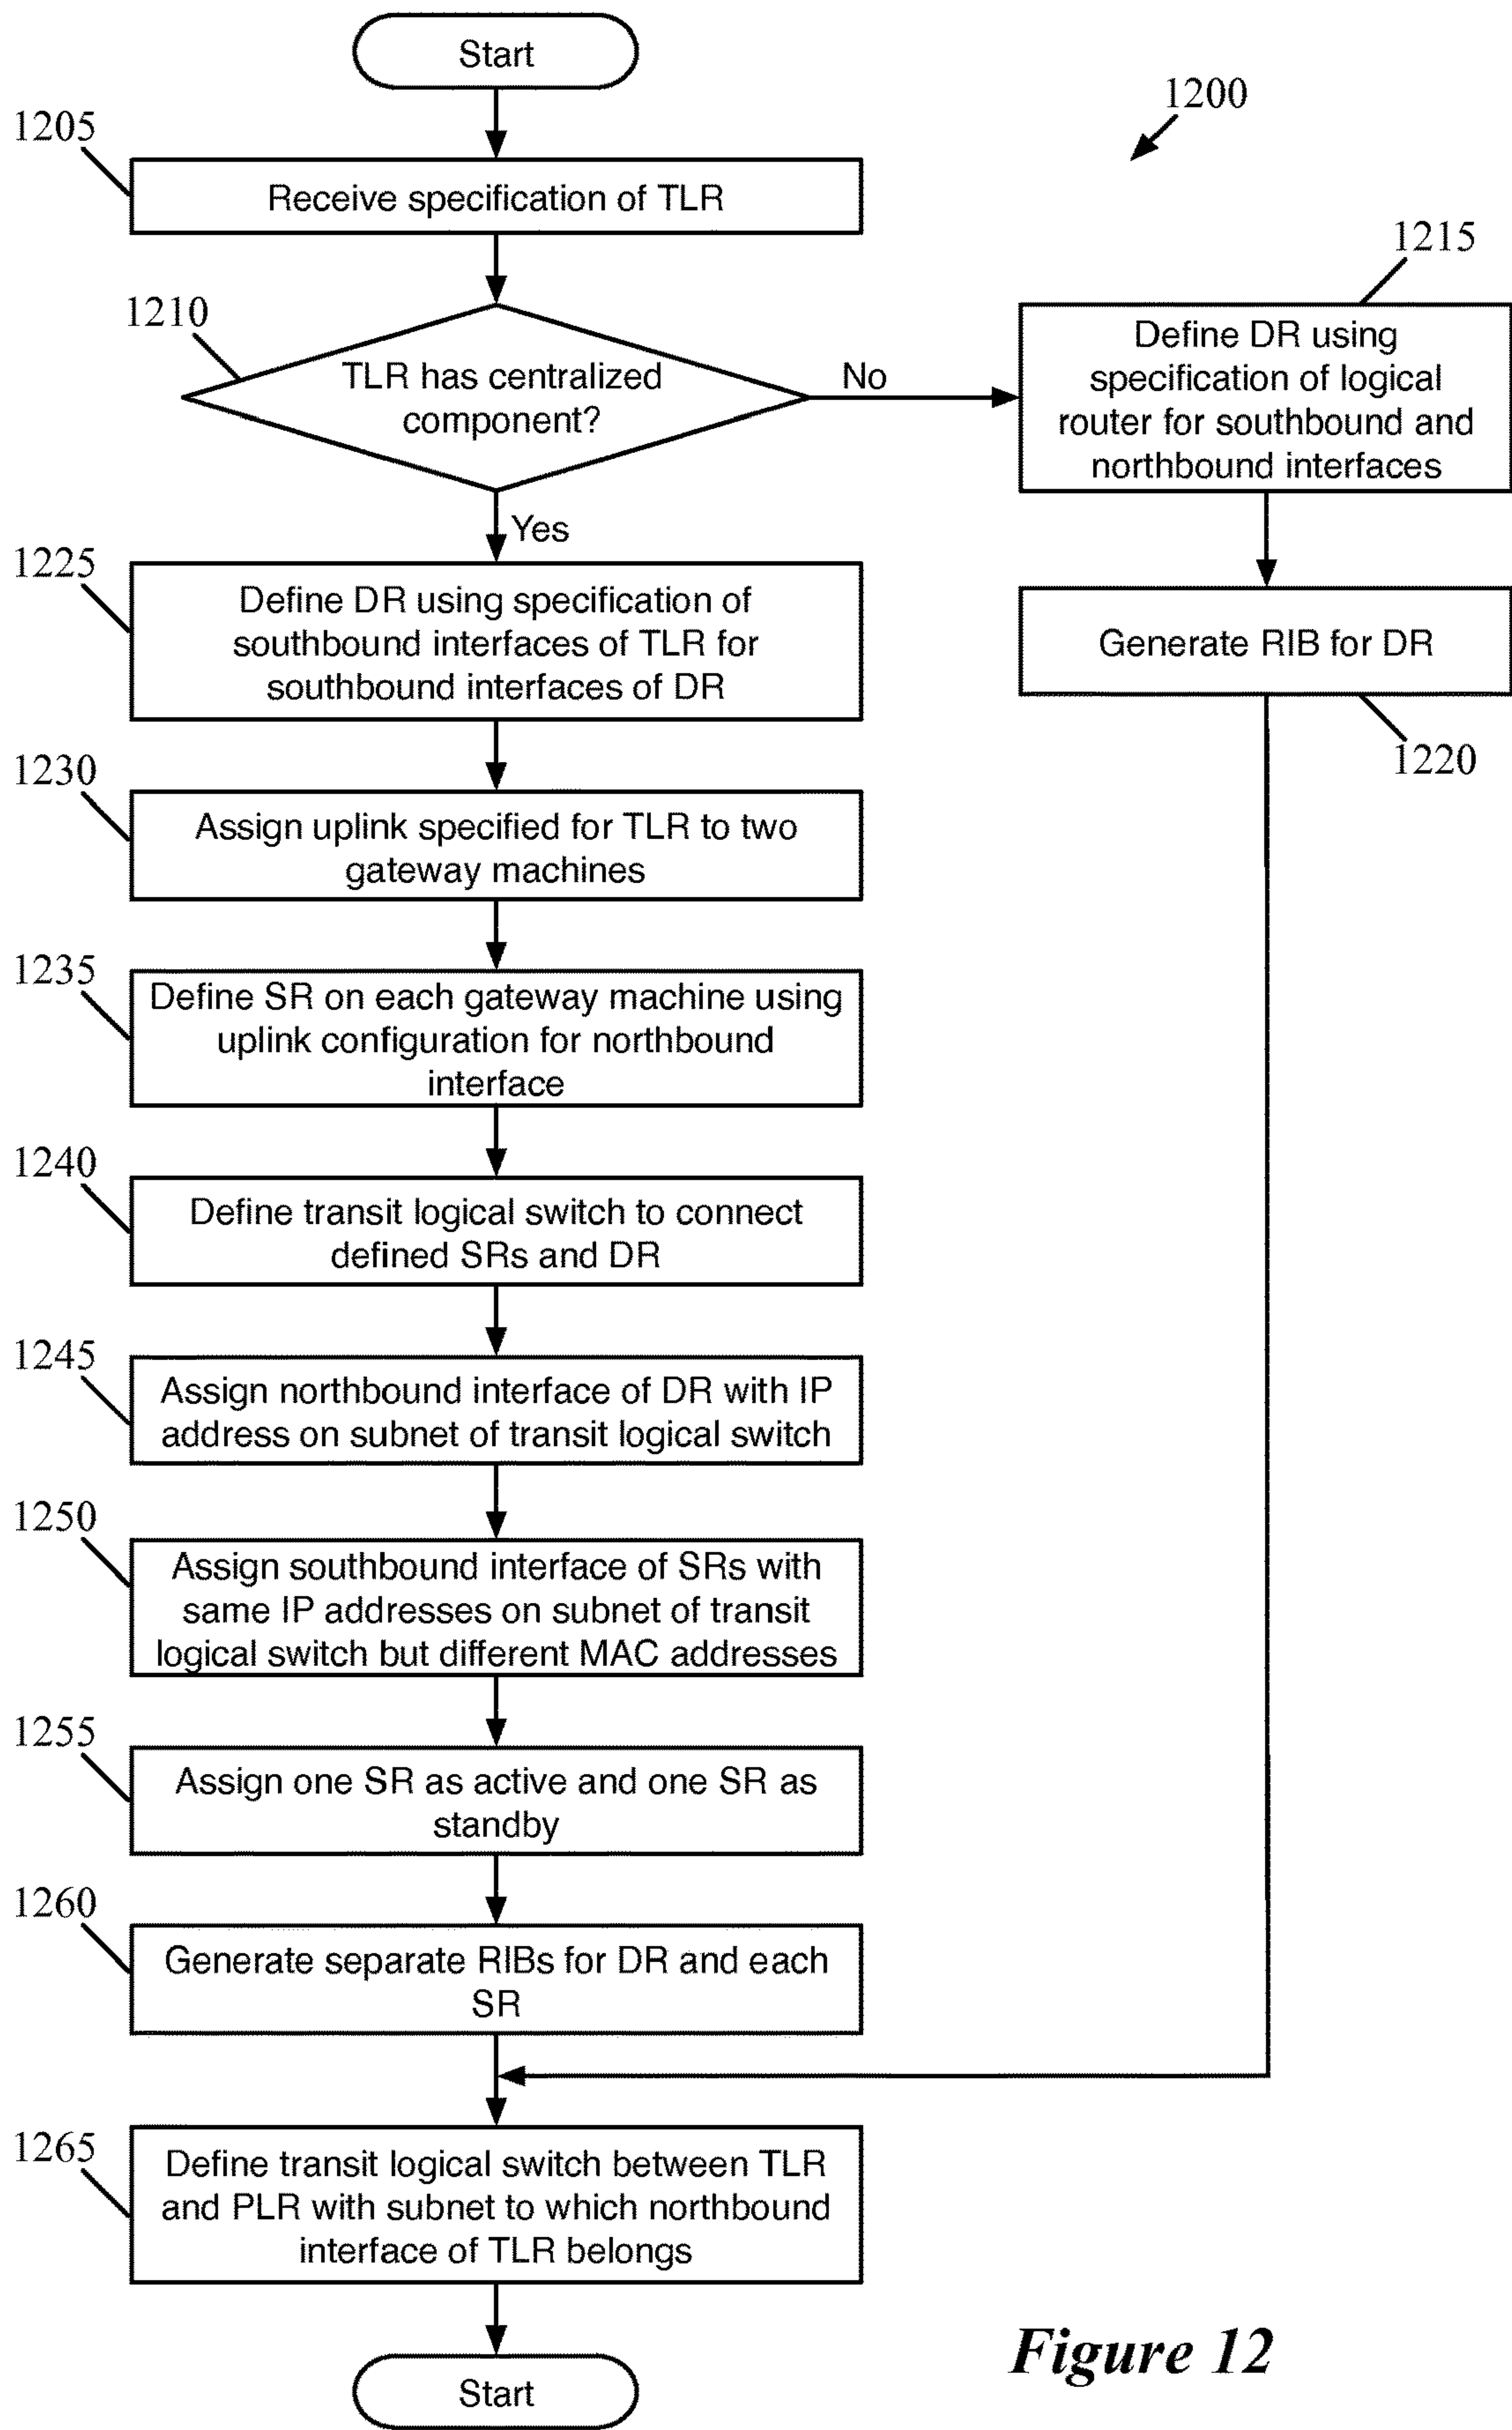 Start
1200
1205
Receive specification of TLR
1210
TLR has centralized
component?
No
Yes
1215
Define DR using
specification of logical
router for southbound and
northbound interfaces
Generate RIB for DR
1220
1225
Define DR using specification of
southbound interfaces of TLR for
southbound interfaces of DR
1230
Assign uplink specified for TLR to two
gateway machines
1235
Define SR on each gateway machine using
uplink configuration for northbound
interface
1240
Define transit logical switch to connect
defined SRs and DR
1245
Assign northbound interface of DR with IP
address on subnet of transit logical switch
1250
Assign southbound interface of SRs with
same IP addresses on subnet of transit
logical switch but different MAC addresses
1255
Assign one SR as active and one SR as
standby
1260
Generate separate RIBs for DR and each
SR
1265
Define transit logical switch between TLR
and PLR with subnet to which northbound
interface of TLR belongs
Start
Figure 12